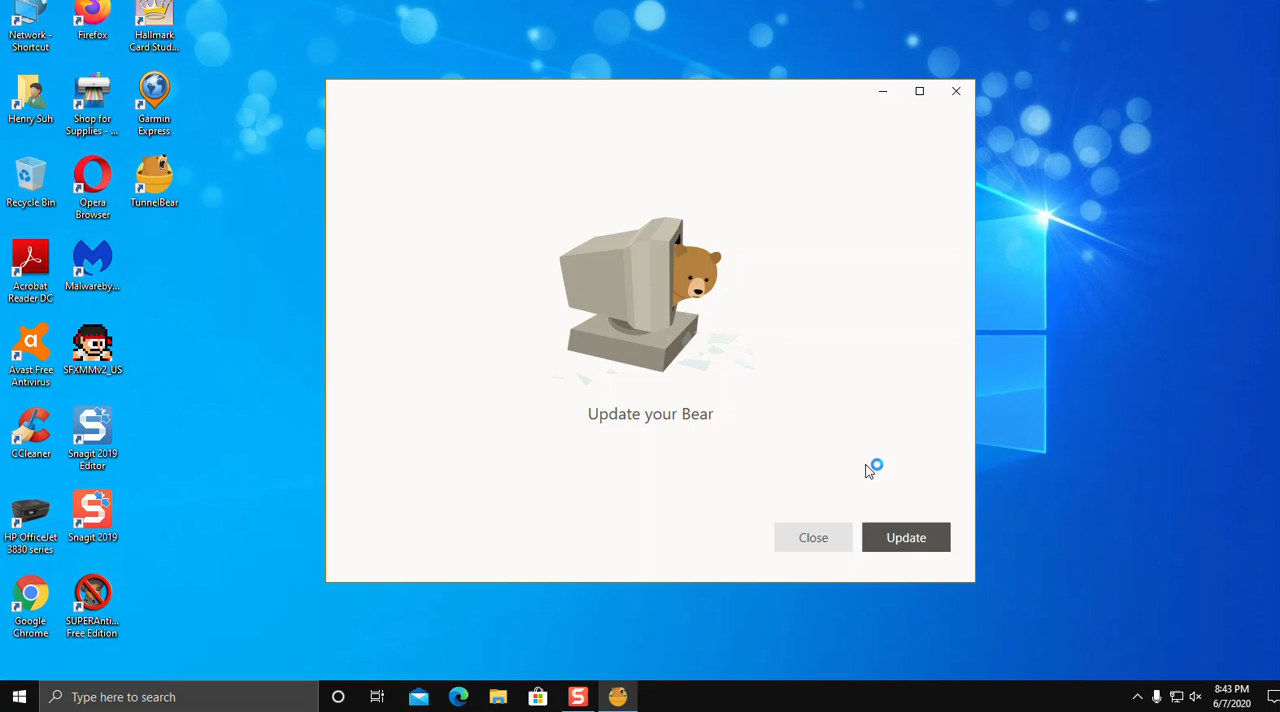 Network -
Shortcut
Firefox
Hallmark
Card Stud...
Henry Suh
Shop for
Supplies - ...
Garmin
Express
Recycle Bin
Opera
Browser
TunnelBear
Acrobat
Reader DC
Malwareby...
Avast Free
Antivirus
SFXMMv2_US
CCleaner
Snagit 2019
Editor
HP OfficeJet
3830 series
Snagit 2019
Google
Chrome
SUPERAnti...
Free Edition
Update your Bear
Close
Update
Type here to search
8:43 PM
6/7/2020